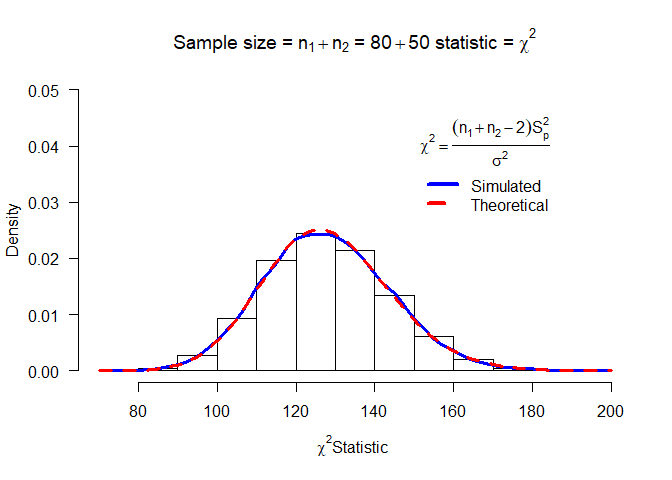 Sample size = n₁ + n₂ = 80 + 50 statistic = χ²
0.05
0.04
0.03
0.02
0.01
0.00
Density
χ² = (n₁ + n₂ − 2)S²ₚ / σ²
Simulated
Theoretical
80 100 120 140 160 180 200
χ²Statistic